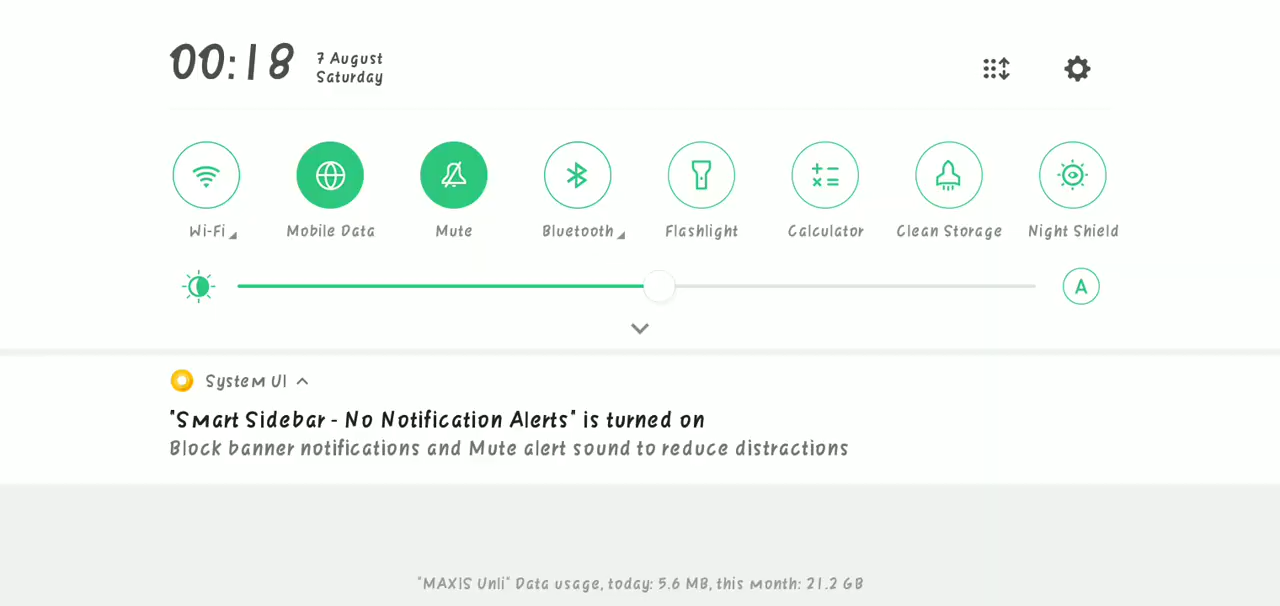 00:18
7 August
Saturday
Wi-Fi
Mobile Data
Mute
Bluetooth
Flashlight
Calculator
Clean Storage
Night Shield
A
System UI
"Smart Sidebar - No Notification Alerts" is turned on
Block banner notifications and Mute alert sound to reduce distractions
"MAXIS Unli" Data usage, today: 5.6 MB, this month: 21.2 GB